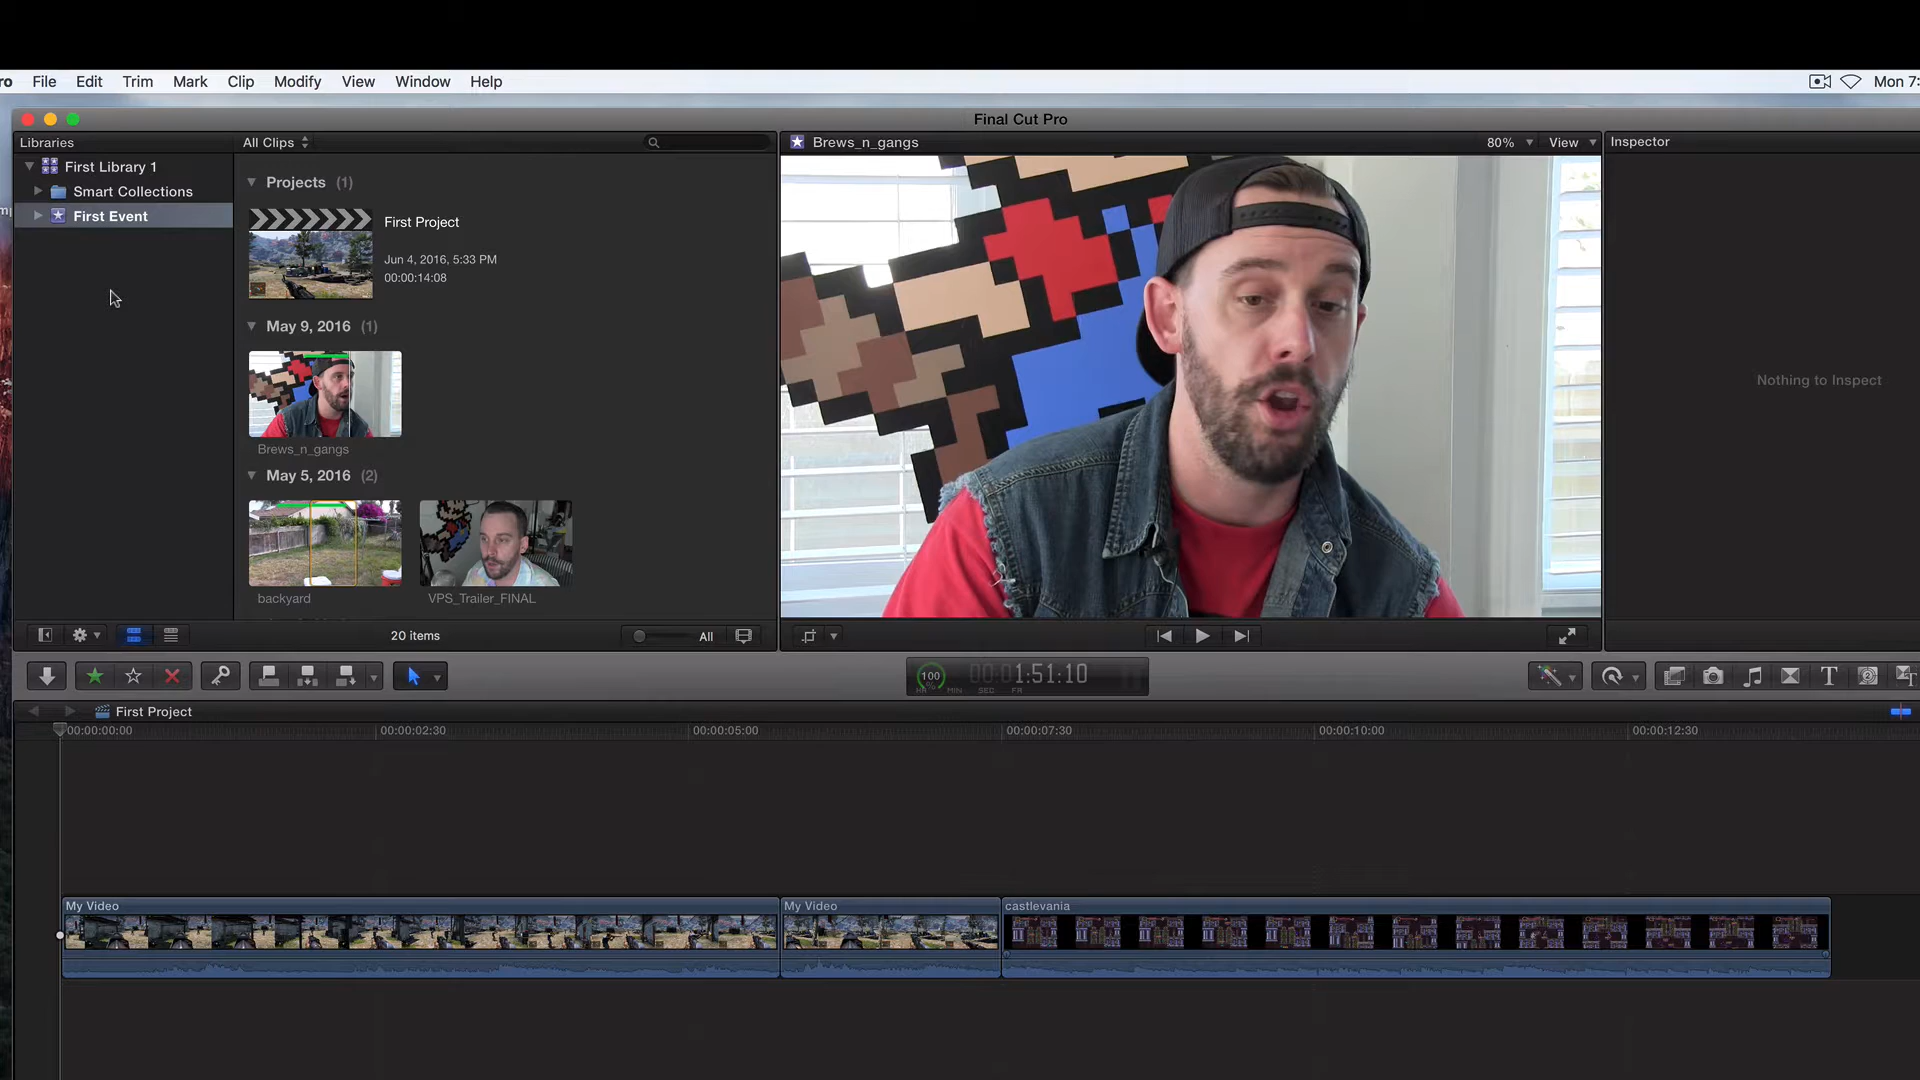 ro File Edit Trim Mark Clip Modify View Window Help Mon 7:
Final Cut Pro
Libraries All Clips Brews_n_gangs 80% View Inspector
First Library 1
Smart Collections
First Event
Projects (1)
First Project
Jun 4, 2016, 5:33 PM
00:00:14:08
May 9, 2016 (1)
Brews_n_gangs
May 5, 2016 (2)
backyard VPS_Trailer_FINAL
Nothing to Inspect
20 items All
100 % 00:01:51:10
HR MIN SEC FR
T 2 T
First Project
00:00:00:00 00:00:02:30 00:00:05:00 00:00:07:30 00:00:10:00 00:00:12:30
My Video My Video castlevania